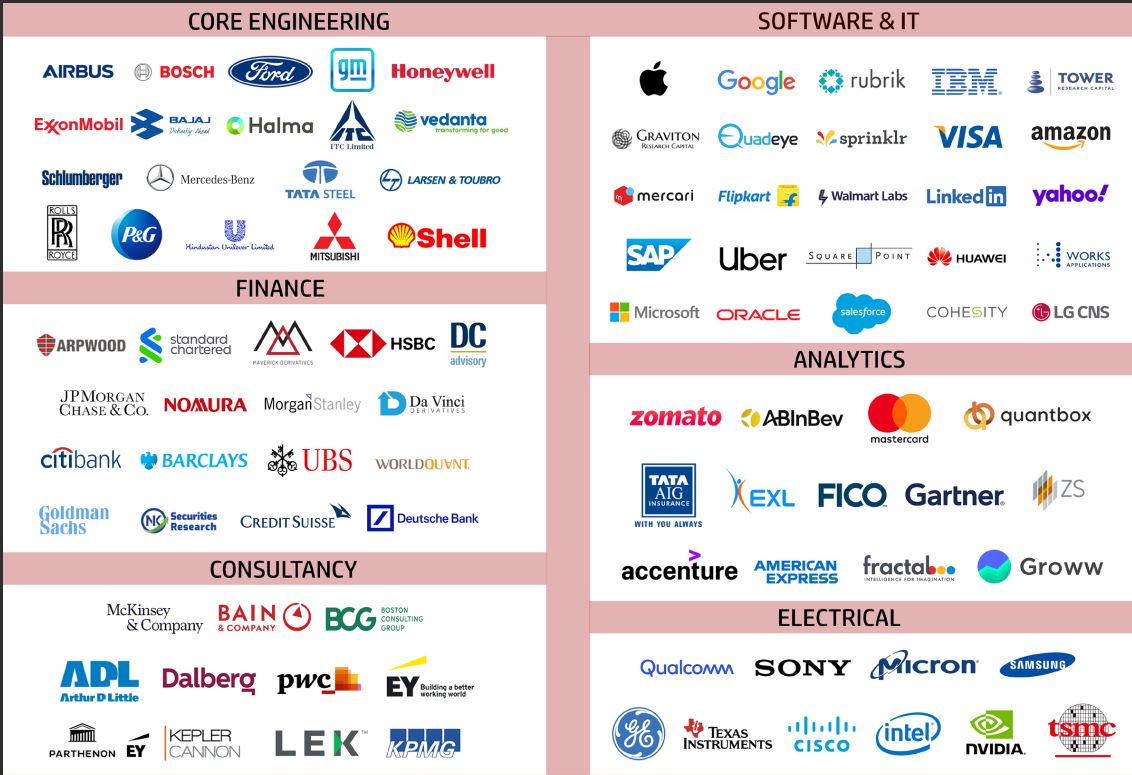 CORE ENGINEERING
AIRBUS BOSCH Ford gm Honeywell
ExxonMobil BAJAJ Distinctly Ahead Halma ITC Limited vedanta transforming for good
Schlumberger Mercedes-Benz TATA STEEL LARSEN & TOUBRO
ROLLS RR ROYCE P&G Hindustan Unilever Limited MITSUBISHI Shell
FINANCE
ARPWOOD standard chartered MAVERICK DERIVATIVES HSBC DC advisory
JPMORGAN CHASE & CO. NOMURA Morgan Stanley Da Vinci DERIVATIVES
citibank BARCLAYS UBS WORLDQUANT
Goldman Sachs NK Securities Research CREDIT SUISSE Deutsche Bank
CONSULTANCY
McKinsey & Company BAIN & COMPANY BCG BOSTON CONSULTING GROUP
ADL Arthur D Little Dalberg pwc EY Building a better working world
PARTHENON EY KEPLER CANNON LEK™ KPMG
SOFTWARE & IT
Google rubrik IBM® TOWER RESEARCH CAPITAL
GRAVITON RESEARCH CAPITAL Quadeye sprinklr VISA amazon
m mercari Flipkart Walmart Labs Linked in yahoo!
SAP Uber SQUARE POINT HUAWEI WORKS APPLICATIONS
Microsoft ORACLE salesforce COHESITY LG CNS
ANALYTICS
zomato ABInBev mastercard quantbox
TATA AIG INSURANCE WITH YOU ALWAYS EXL FICO Gartner ZS
accenture AMERICAN EXPRESS fractal INTELLIGENCE FOR IMAGINATION Groww
ELECTRICAL
Qualcomm SONY Micron SAMSUNG
GE TEXAS INSTRUMENTS CISCO intel NVIDIA tsmc